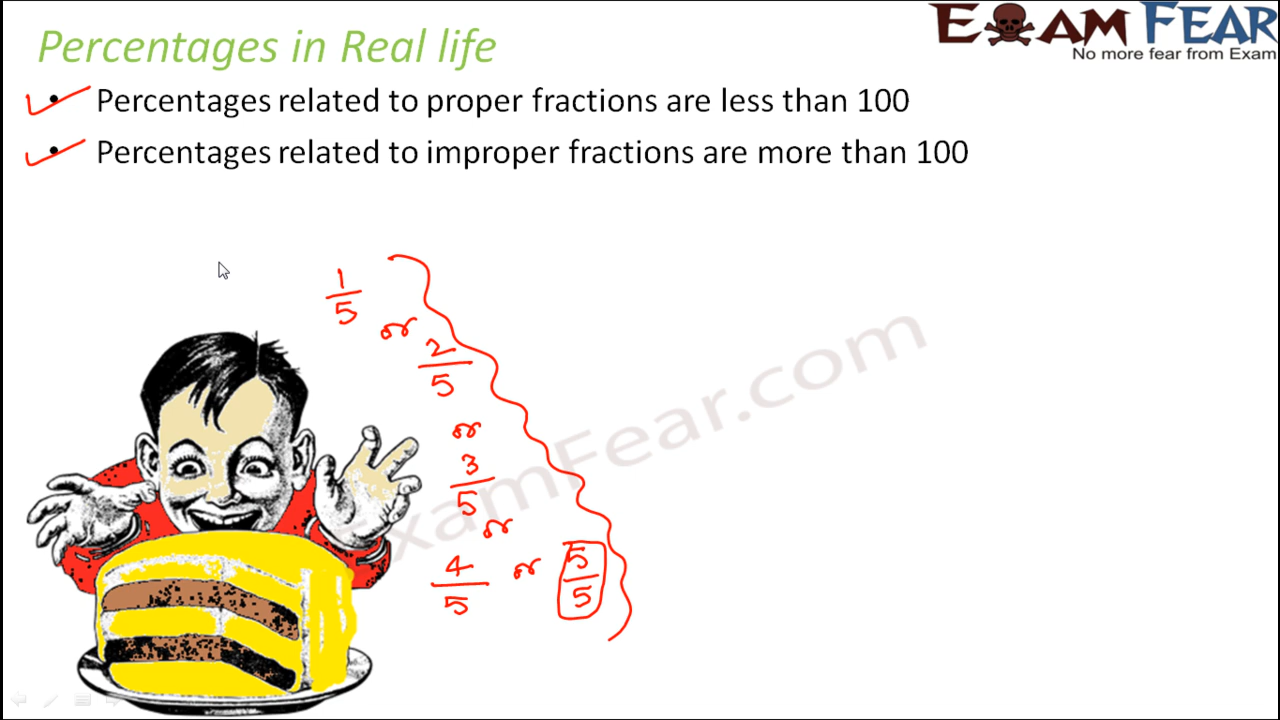 Percentages in Real life
EXAM FEAR
No more fear from Exam
• Percentages related to proper fractions are less than 100
• Percentages related to improper fractions are more than 100
1/5
or
2/5
or
3/5
or
4/5 or 5/5
ExamFear.com